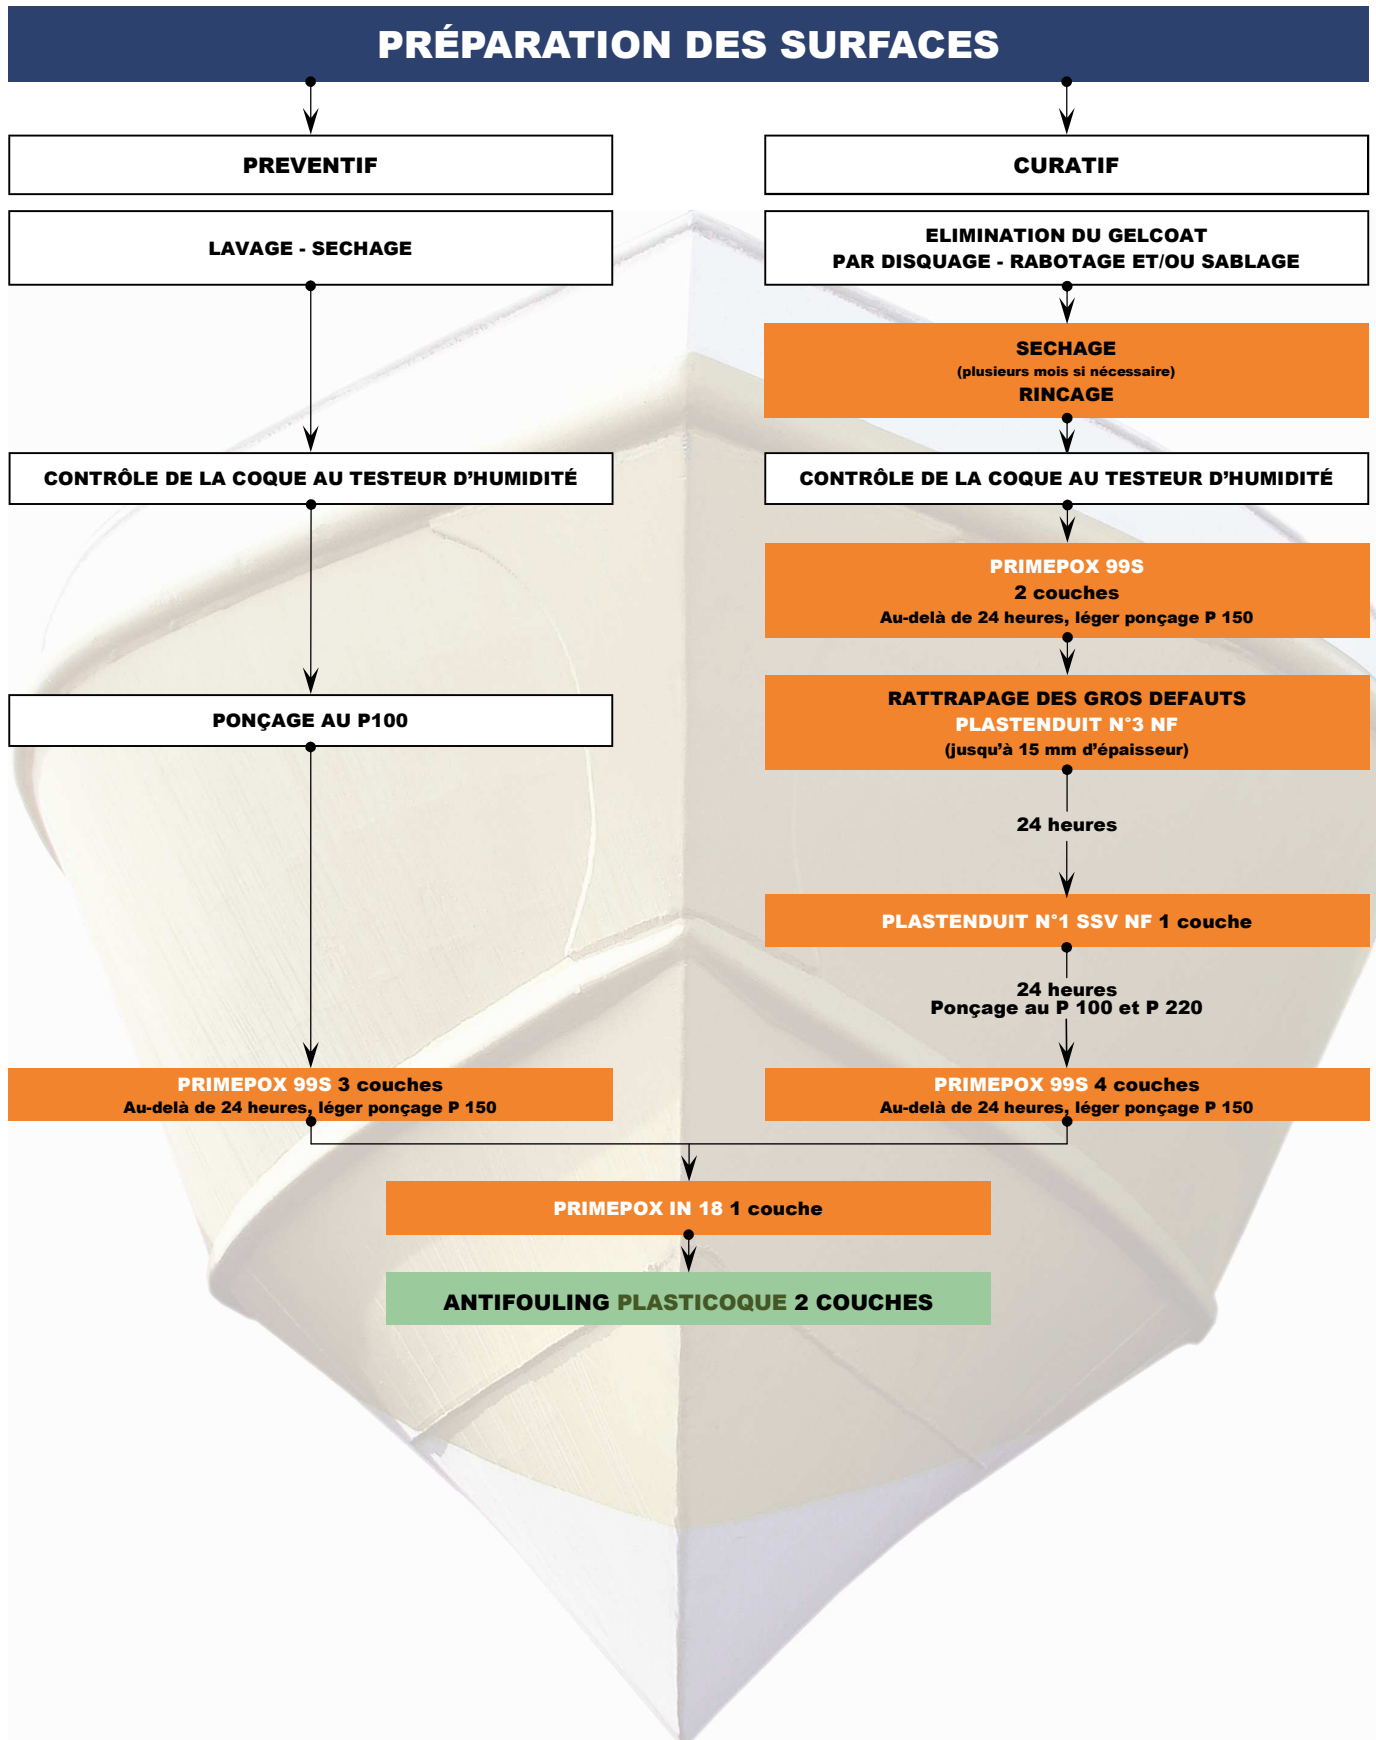 PRÉPARATION DES SURFACES
PREVENTIF
LAVAGE - SECHAGE
CONTRÔLE DE LA COQUE AU TESTEUR D’HUMIDITÉ
PONÇAGE AU P100
PRIMEPOX 99S 3 couches
Au-delà de 24 heures, léger ponçage P 150
CURATIF
ELIMINATION DU GELCOAT
PAR DISQUAGE - RABOTAGE ET/OU SABLAGE
SECHAGE
(plusieurs mois si nécessaire)
RINCAGE
CONTRÔLE DE LA COQUE AU TESTEUR D’HUMIDITÉ
PRIMEPOX 99S
2 couches
Au-delà de 24 heures, léger ponçage P 150
RATTRAPAGE DES GROS DEFAUTS
PLASTENDUIT N°3 NF
(jusqu’à 15 mm d’épaisseur)
24 heures
PLASTENDUIT N°1 SSV NF 1 couche
24 heures
Ponçage au P 100 et P 220
PRIMEPOX 99S 4 couches
Au-delà de 24 heures, léger ponçage P 150
PRIMEPOX IN 18 1 couche
ANTIFOULING PLASTICOQUE 2 COUCHES